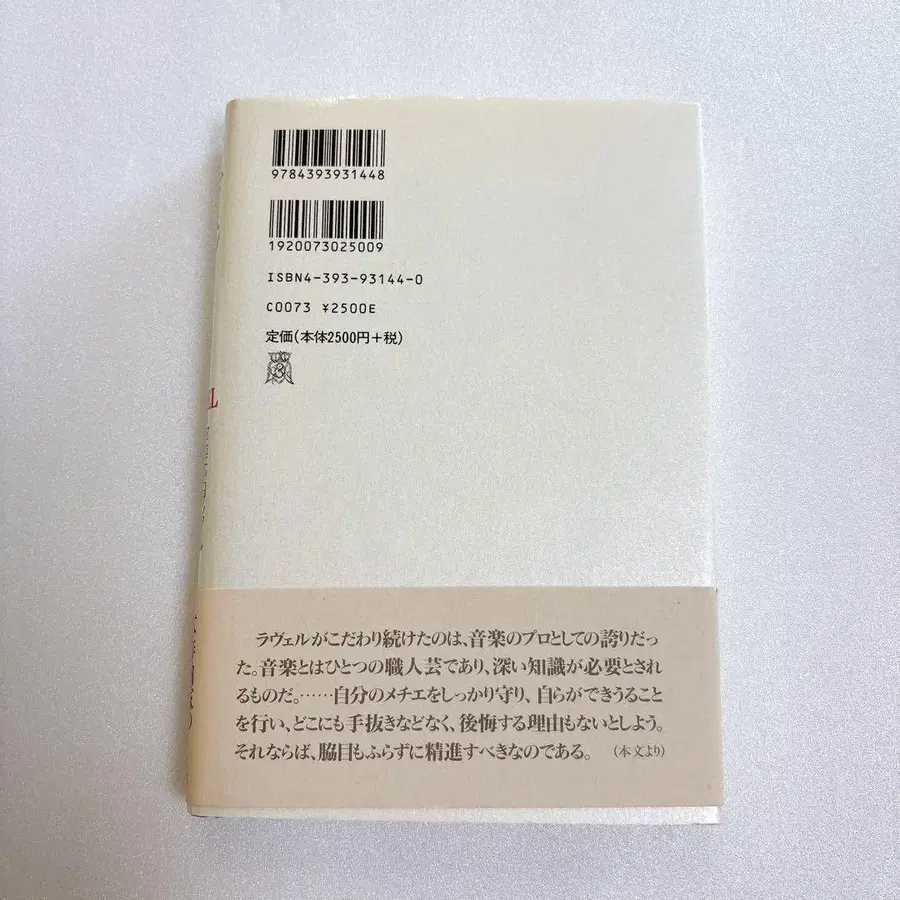 9784393931448
1920073025009
ISBN4-393-93144-0
C0073 ¥2500E
定価(本体2500円+税)
ラヴェルがこだわり続けたのは、音楽のプロとしての誇りだっ
た。音楽とはひとつの職人芸であり、深い知識が必要とされ
るものだ。……自分のメチエをしっかり守り、自らができうること
を行い、どこにも手抜きなどなく、後悔する理由もないとしよう。
それならば、脇目もふらずに精進すべきなのである。 (本文より)